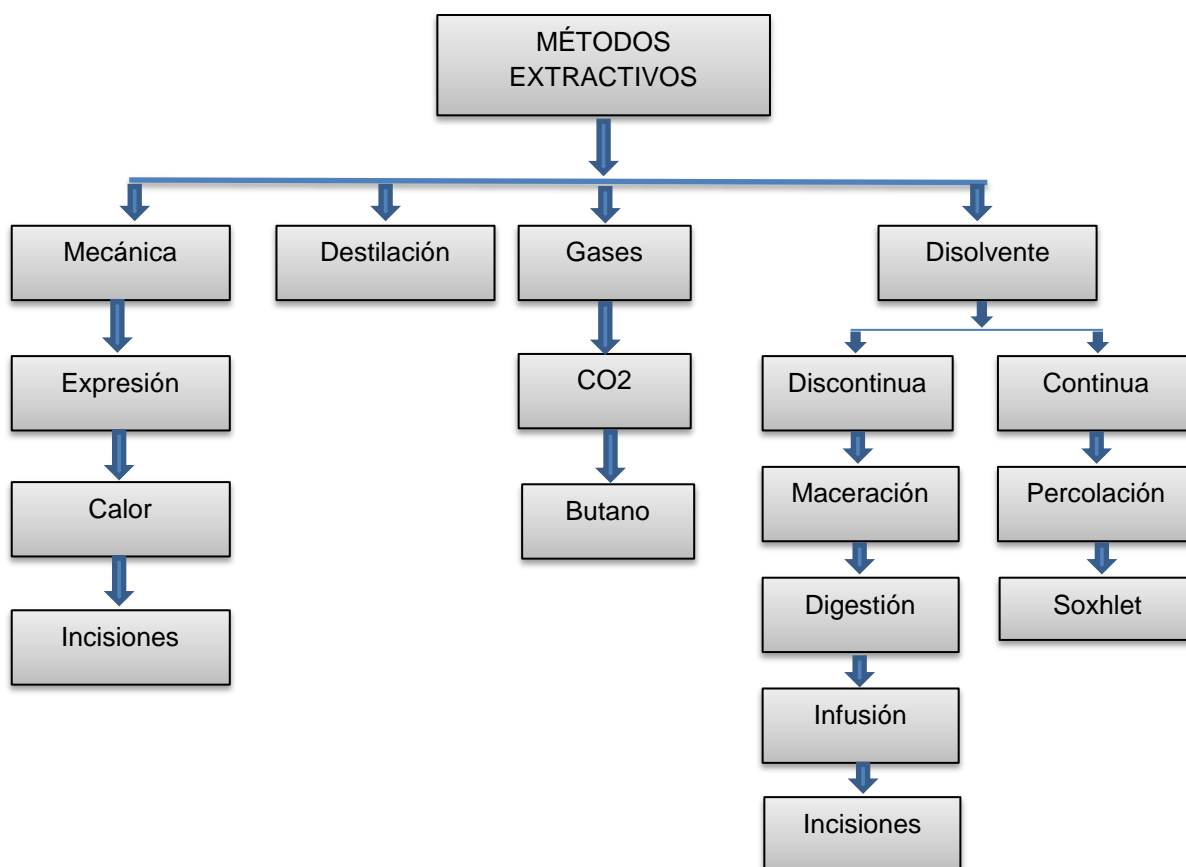 MÉTODOS
EXTRACTIVOS
Mecánica
Destilación
Gases
Disolvente
Expresión
CO2
Discontinua
Continua
Calor
Butano
Maceración
Percolación
Incisiones
Digestión
Soxhlet
Infusión
Incisiones